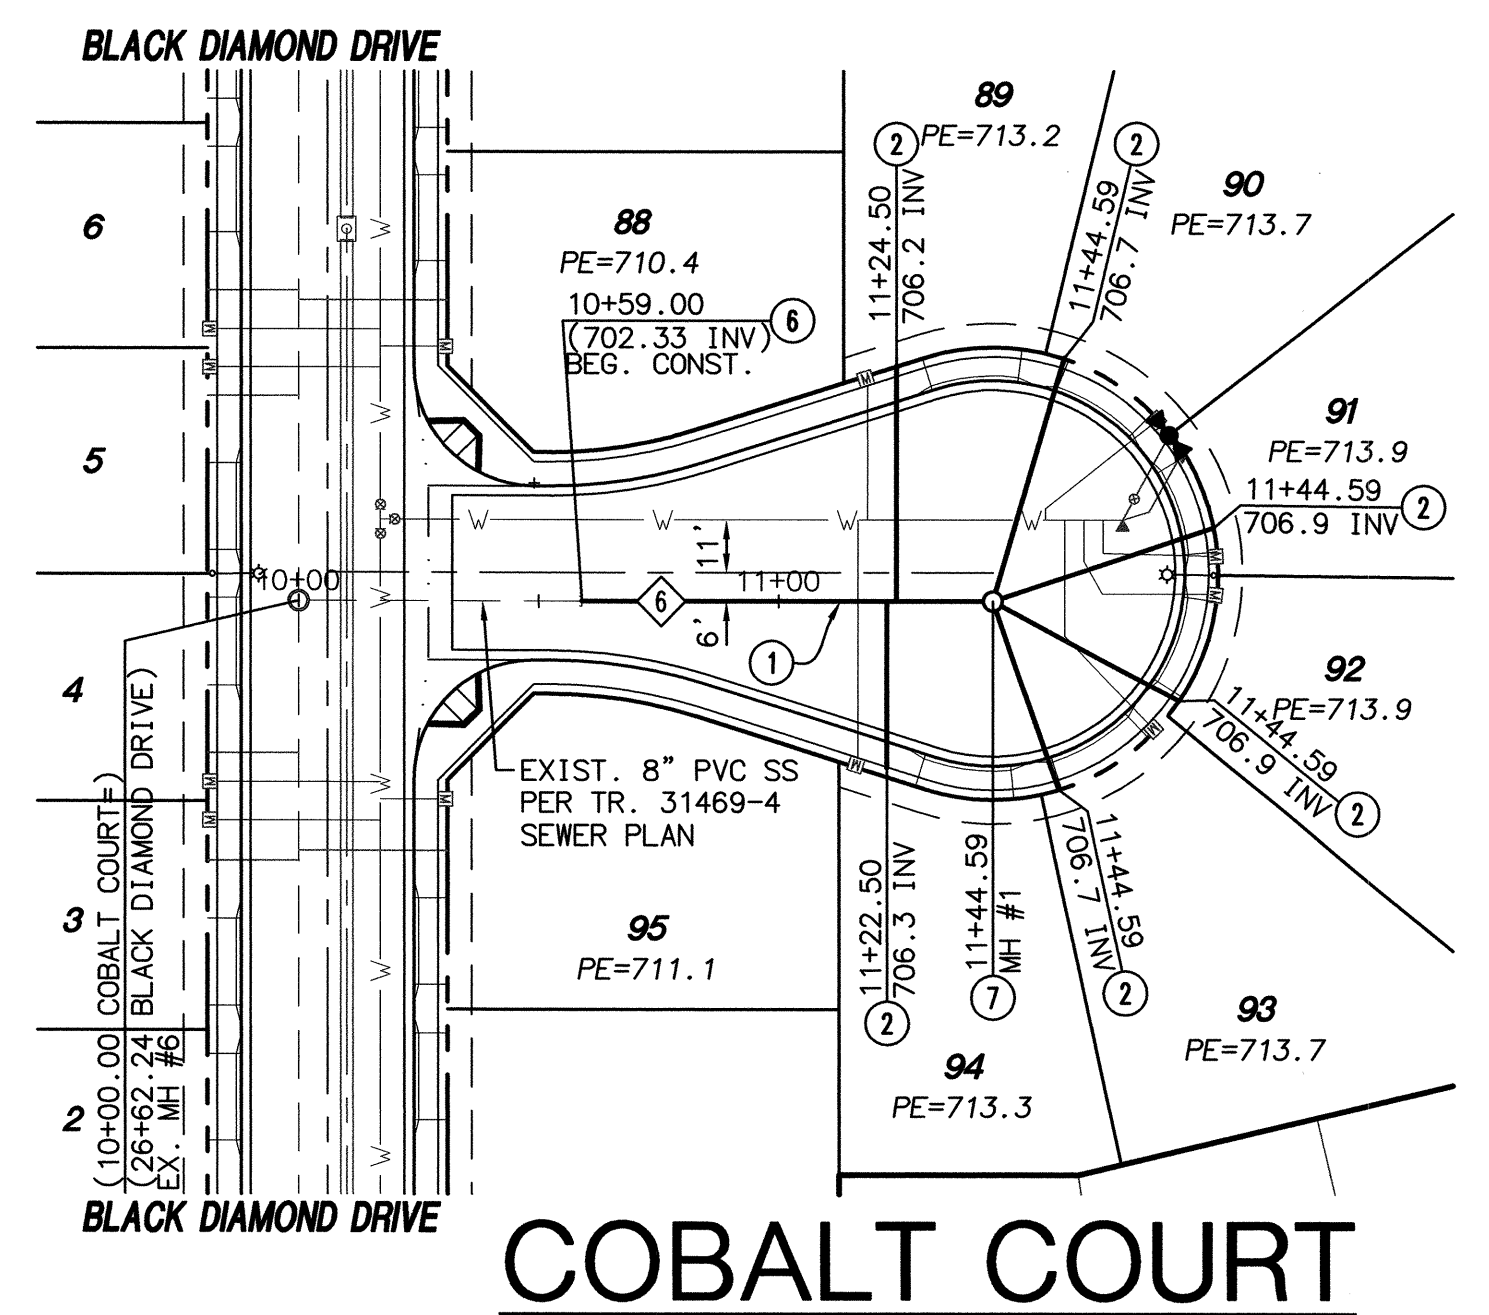 BLACK DIAMOND DRIVE
89
PE=713.2
2
2
11+24.50
706.2 INV
11+44.59
706.7 INV
90
PE=713.7
6
88
PE=710.4
10+59.00
(702.33 INV)
BEG. CONST.
6
M
M
M
M
W
W
91
PE=713.9
11+44.59
706.9 INV
2
5
W
W
W
W
11'
10+00
11+00
6
6'
1
W
M
M
4
92
PE=713.9
11+44.59
706.9 INV
2
M
M
M
M
M
W
EXIST. 8” PVC SS
PER TR. 31469-4
SEWER PLAN
(10+00.00 COBALT COURT=)
(26+62.24 BLACK DIAMOND DRIVE)
EX. MH #6
11+22.50
706.3 INV
2
11+44.59
MH #1
7
11+44.59
706.7 INV
2
3
95
PE=711.1
W
93
PE=713.7
94
PE=713.3
2
W
BLACK DIAMOND DRIVE
COBALT COURT